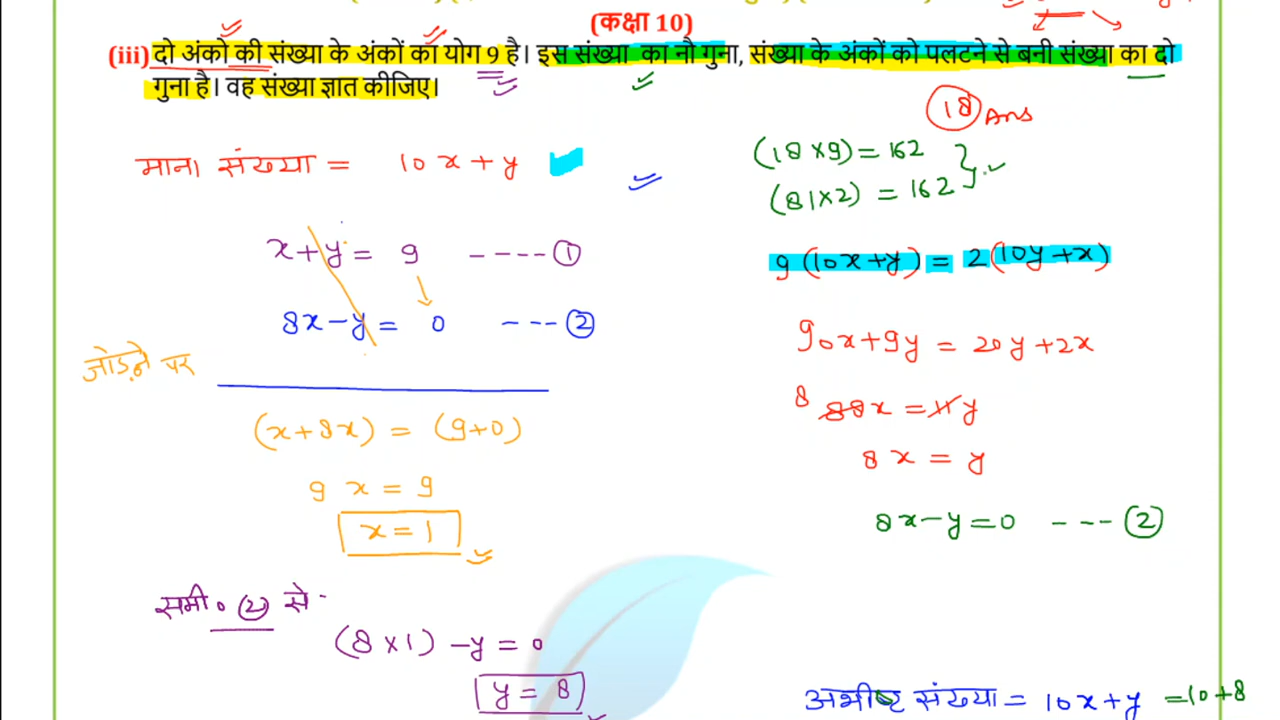 (कक्षा 10)
(iii) दो अंकों की संख्या के अंकों का योग 9 है। इस संख्या का नौ गुना, संख्या के अंकों को पलटने से बनी संख्या का दो
गुना है। वह संख्या ज्ञात कीजिए।
18 Ans
माना संख्या = 10x+y
(18×9)=162
(81×2) = 162
x+y = 9 ---- ①
8x-y = 0 --- ②
जोड़ने पर
(x+8x) = (9+0)
9x = 9
x = 1
समी० ② से -
(8×1) -y = 0
y = 8
9(10x+y) = 2(10y+x)
90x+9y = 20y+2x
8 88x = 11y
8x = y
8x-y=0 --- ②
अभीष्ट संख्या = 10x+y =10+8